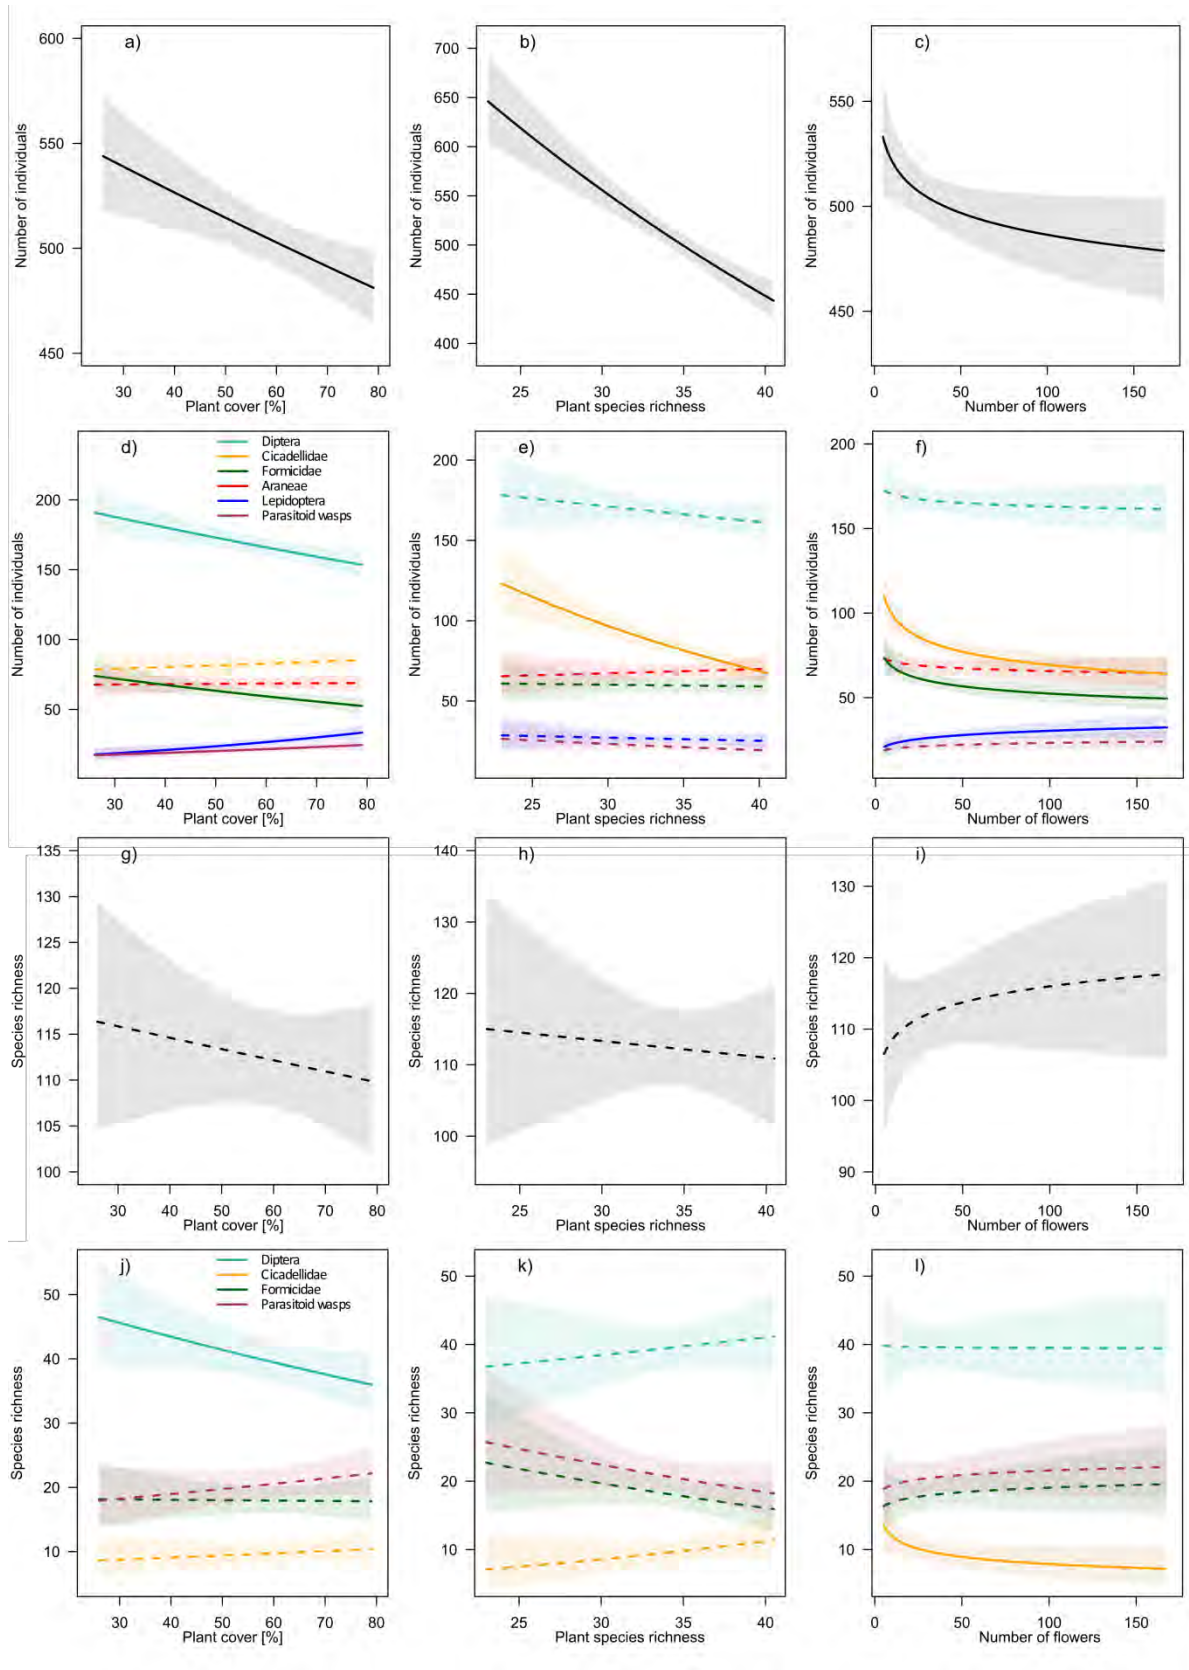 a)
b)
c)
600
550
500
450
Number of individuals
30 40 50 60 70 80
Plant cover [%]
700
650
600
550
500
450
400
Number of individuals
25 30 35 40
Plant species richness
550
500
450
Number of individuals
0 50 100 150
Number of flowers
d)
Diptera
Cicadellidae
Formicidae
Araneae
Lepidoptera
Parasitoid wasps
200
150
100
50
Number of individuals
30 40 50 60 70 80
Plant cover [%]
e)
200
150
100
50
Number of individuals
25 30 35 40
Plant species richness
f)
200
150
100
50
Number of individuals
0 50 100 150
Number of flowers
g)
135
130
125
120
115
110
105
100
Species richness
30 40 50 60 70 80
Plant cover [%]
h)
140
130
120
110
100
Species richness
25 30 35 40
Plant species richness
i)
130
120
110
100
90
Species richness
0 50 100 150
Number of flowers
j)
Diptera
Cicadellidae
Formicidae
Parasitoid wasps
50
40
30
20
10
Species richness
30 40 50 60 70 80
Plant cover [%]
k)
50
40
30
20
10
Species richness
25 30 35 40
Plant species richness
l)
50
40
30
20
10
Species richness
0 50 100 150
Number of flowers